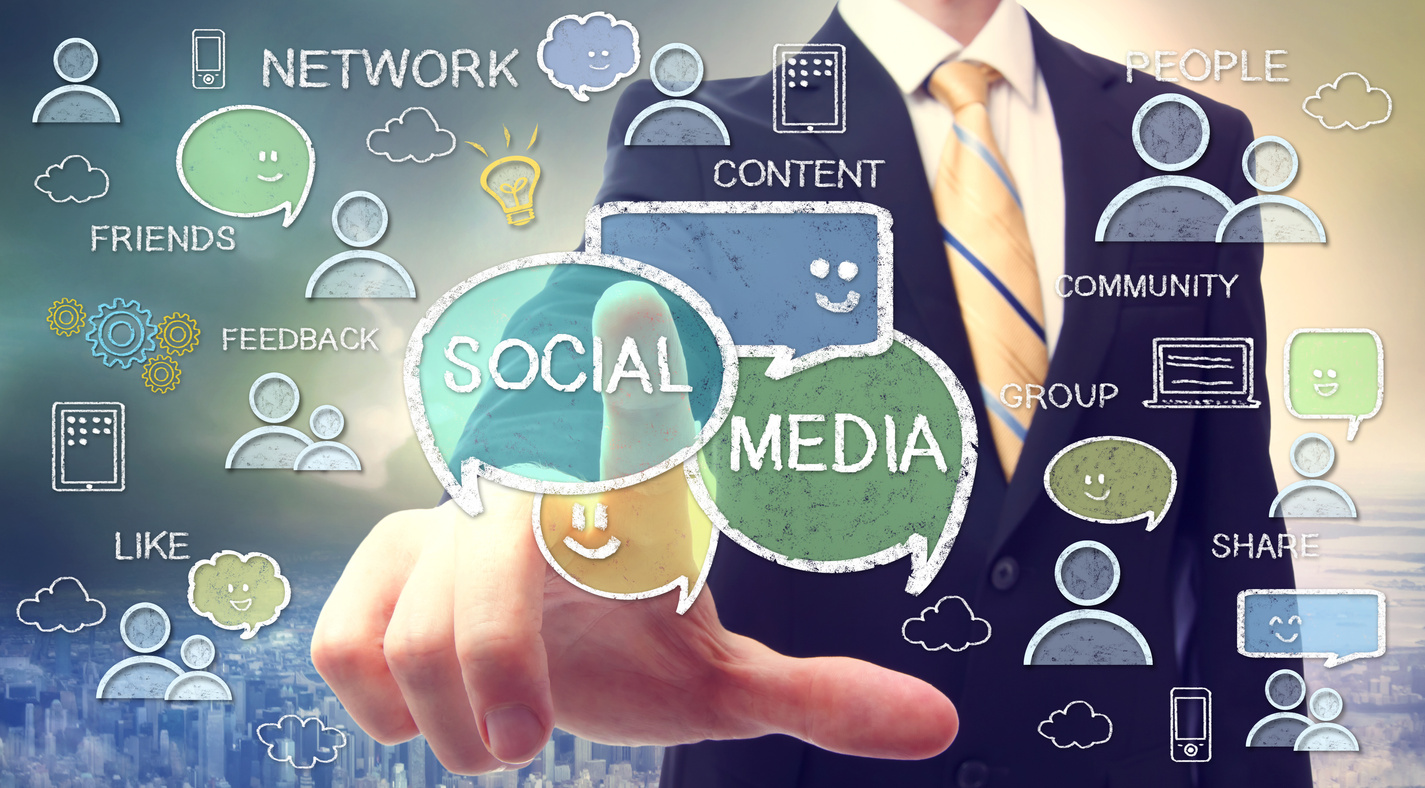 NETWORK
PEOPLE
CONTENT
FRIENDS
COMMUNITY
FEEDBACK
SOCIAL
GROUP
MEDIA
LIKE
SHARE